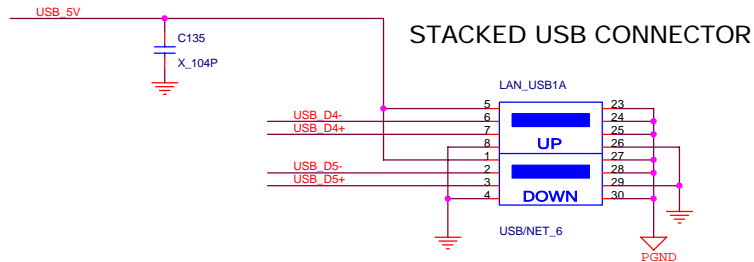 USB_5V
C135
X_104P
STACKED USB CONNECTOR
LAN_USB1A
5 23
USB_D4- 6 24
USB_D4+ 7 25
8 UP 26
1 27
USB_D5- 2 28
USB_D5+ 3 29
4 DOWN 30
USB/NET_6
PGND